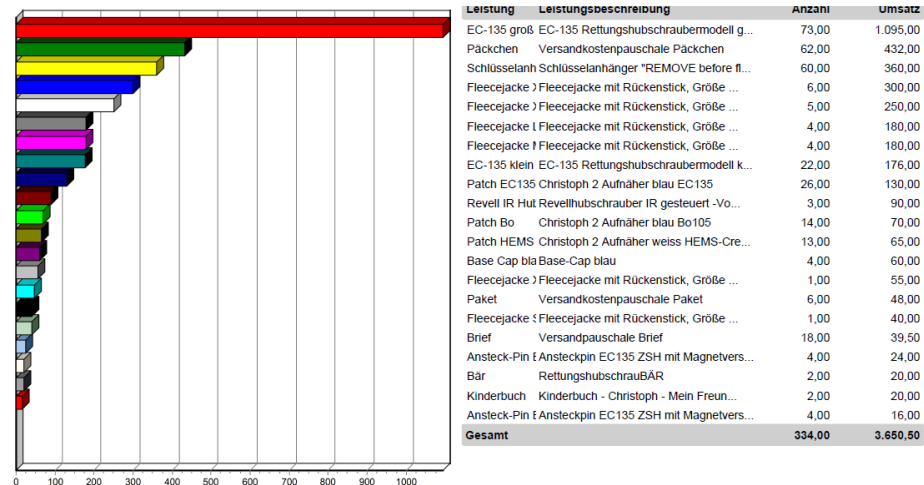 Leistung Leistungsbeschreibung Anzahl Umsatz
EC-135 groß EC-135 Rettungshubschraubermodell g... 73,00 1.095,00
Päckchen Versandkostenpauschale Päckchen 62,00 432,00
Schlüsselanh Schlüsselanhänger "REMOVE before fl... 60,00 360,00
Fleecejacke Fleecejacke mit Rückenstick, Größe ... 6,00 300,00
Fleecejacke Fleecejacke mit Rückenstick, Größe ... 5,00 250,00
Fleecejacke L Fleecejacke mit Rückenstick, Größe ... 4,00 180,00
Fleecejacke Fleecejacke mit Rückenstick, Größe ... 4,00 180,00
EC-135 klein EC-135 Rettungshubschraubermodell k... 22,00 176,00
Patch EC135 Christoph 2 Aufnäher blau EC135 26,00 130,00
Revell IR Hub Revellhubschrauber IR gesteuert -Vo... 3,00 90,00
Patch Bo Christoph 2 Aufnäher blau Bo105 14,00 70,00
Patch HEMS Christoph 2 Aufnäher weiss HEMS-Cre... 13,00 65,00
Base Cap bla Base-Cap blau 4,00 60,00
Fleecejacke Fleecejacke mit Rückenstick, Größe ... 1,00 55,00
Paket Versandkostenpauschale Paket 6,00 48,00
Fleecejacke S Fleecejacke mit Rückenstick, Größe ... 1,00 40,00
Brief Versandpauschale Brief 18,00 39,50
Ansteck-Pin E Ansteckpin EC135 ZSH mit Magnetvers... 4,00 24,00
Bär RettungshubschrauBÄR 2,00 20,00
Kinderbuch Kinderbuch - Christoph - Mein Freun... 2,00 20,00
Ansteck-Pin E Ansteckpin EC135 ZSH mit Magnetvers... 4,00 16,00
Gesamt 334,00 3.650,50
0 100 200 300 400 500 600 700 800 900 1000